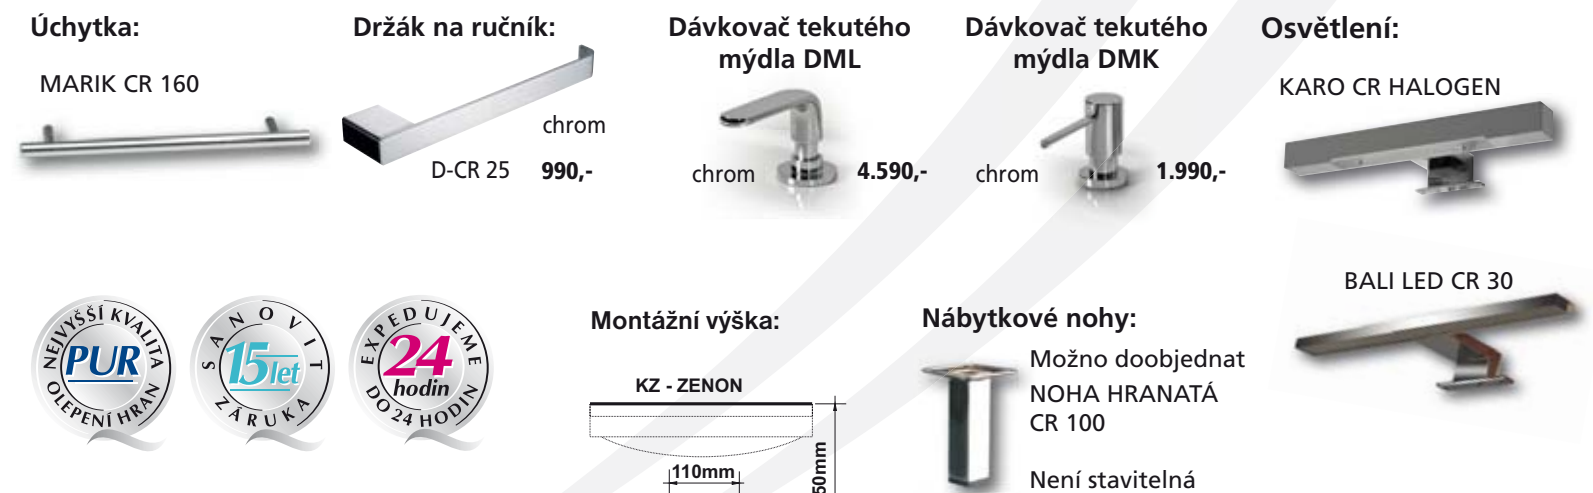 Úchytka:
MARIK CR 160
Držák na ručník:
chrom
D-CR 25 990,-
Dávkovač tekutého
mýdla DML
chrom 4.590,-
Dávkovač tekutého
mýdla DMK
chrom 1.990,-
Osvětlení:
KARO CR HALOGEN
BALI LED CR 30
NEJVYŠŠÍ KVALITA
PUR
OLEPENÍ HRAN
SANOVIT
15let
ZÁRUKA
EXPEDUJEME
24
hodin
DO 24 HODIN
Montážní výška:
KZ - ZENON
110mm
Nábytkové nohy:
Možno doobjednat
NOHA HRANATÁ
CR 100
Není stavitelná